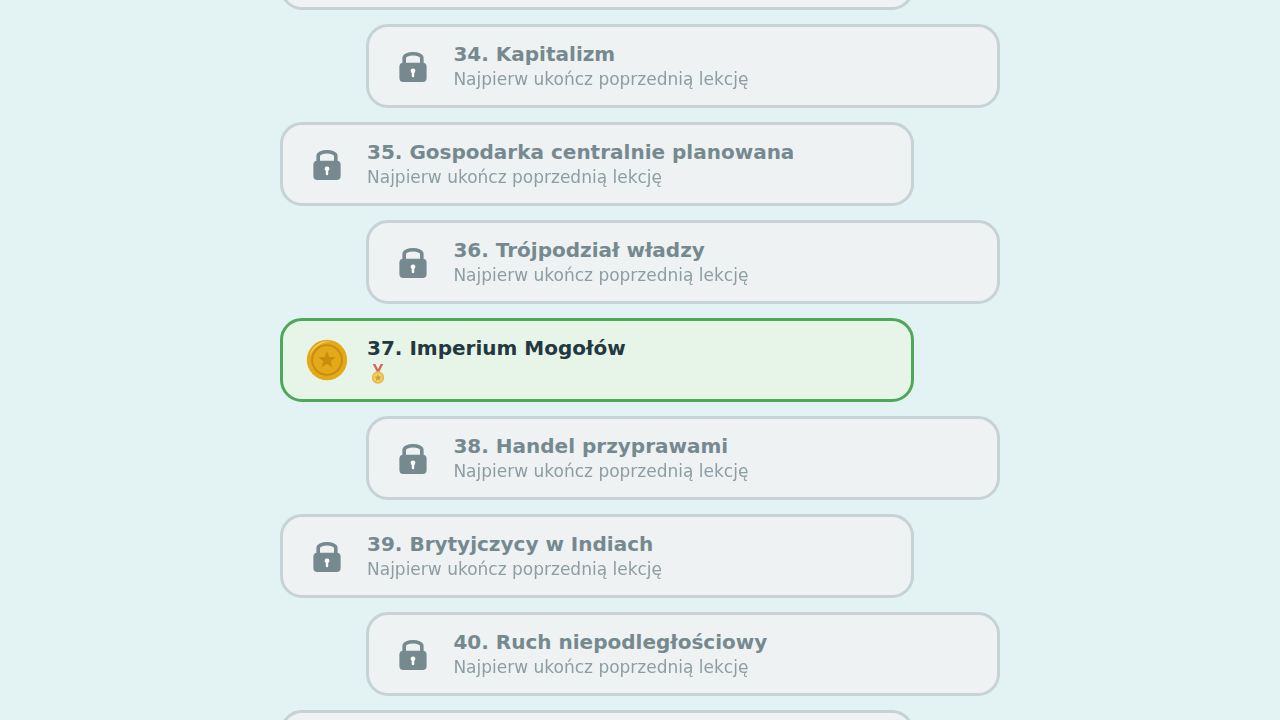 34. Kapitalizm
Najpierw ukończ poprzednią lekcję
35. Gospodarka centralnie planowana
Najpierw ukończ poprzednią lekcję
36. Trójpodział władzy
Najpierw ukończ poprzednią lekcję
37. Imperium Mogołów
38. Handel przyprawami
Najpierw ukończ poprzednią lekcję
39. Brytyjczycy w Indiach
Najpierw ukończ poprzednią lekcję
40. Ruch niepodległościowy
Najpierw ukończ poprzednią lekcję